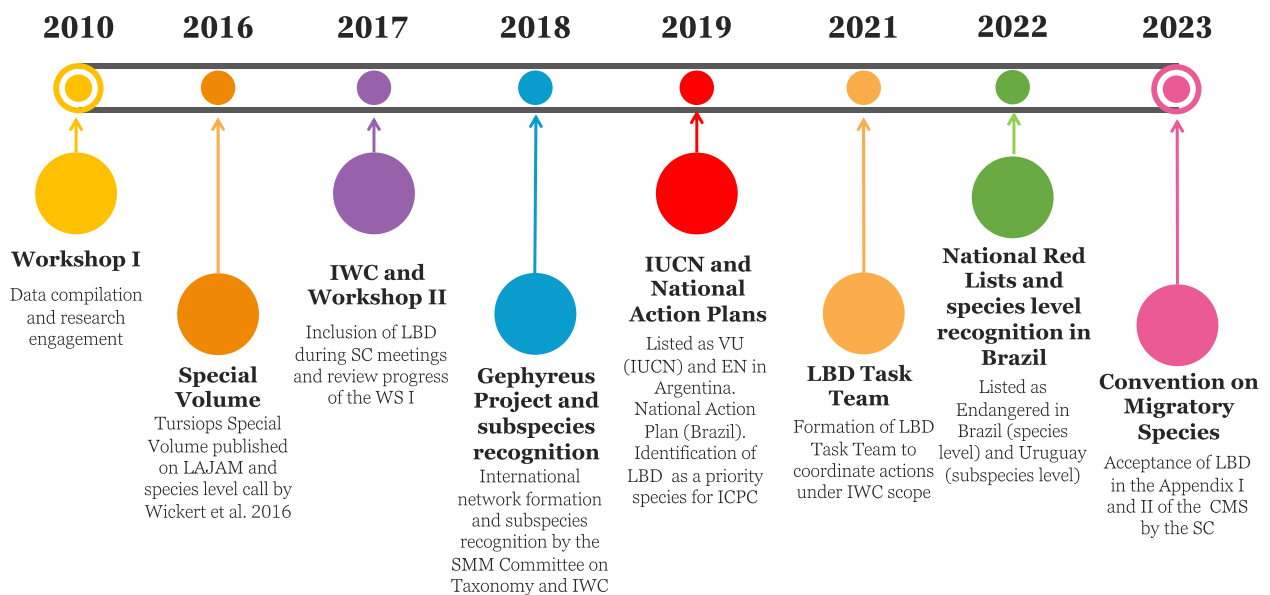 2010
2016
2017
2018
2019
2021
2022
2023
Workshop I
Data compilation
and research
engagement
Special
Volume
Tursiops Special
Volume published
on LAJAM and
species level call by
Wickert et al. 2016
IWC and
Workshop II
Inclusion of LBD
during SC meetings
and review progress
of the WS I
Gephyreus
Project and
subspecies
recognition
International
network formation
and subspecies
recognition by the
SMM Committee on
Taxonomy and IWC
IUCN and
National
Action Plans
Listed as VU
(IUCN) and EN in
Argentina.
National Action
Plan (Brazil).
Identification of
LBD as a priority
species for ICPC
LBD Task
Team
Formation of LBD
Task Team to
coordinate actions
under IWC scope
National Red
Lists and
species level
recognition in
Brazil
Listed as
Endangered in
Brazil (species
level) and Uruguay
(subspecies level)
Convention on
Migratory
Species
Acceptance of LBD
in the Appendix I
and II of the CMS
by the SC